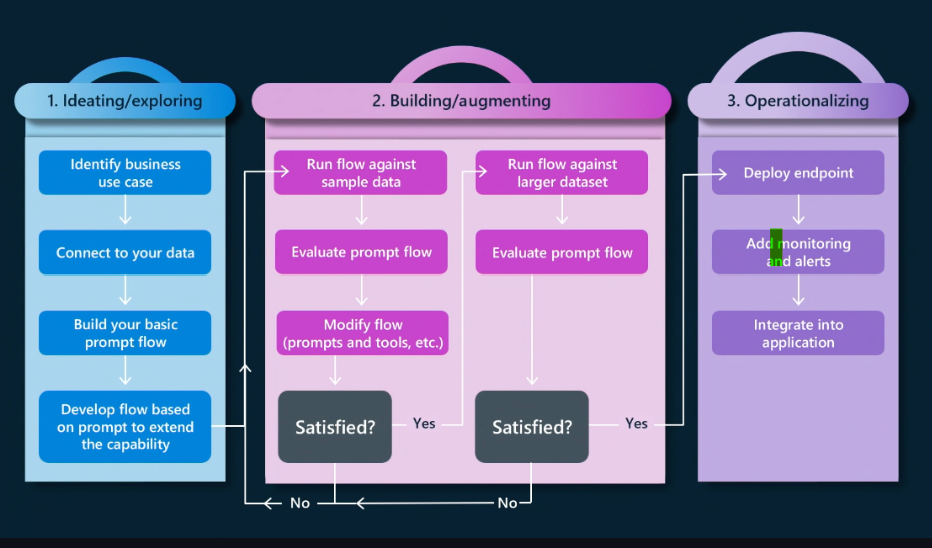 1. Ideating/exploring
Identify business
use case
Connect to your data
Build your basic
prompt flow
Develop flow based
on prompt to extend
the capability
2. Building/augmenting
Run flow against
sample data
Evaluate prompt flow
Modify flow
(prompts and tools, etc.)
Satisfied?
Yes
No
Run flow against
larger dataset
Evaluate prompt flow
Satisfied?
Yes
No
3. Operationalizing
Deploy endpoint
Add monitoring
and alerts
Integrate into
application